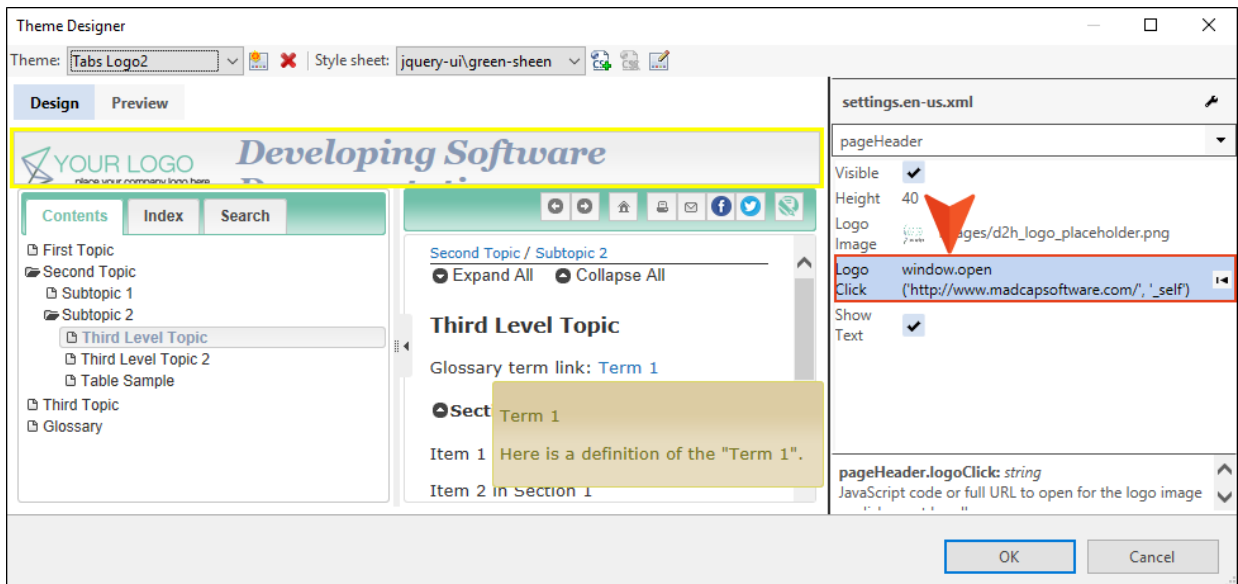 Theme Designer
Theme: Tabs Logo2 Style sheet: jquery-ui\green-sheen
Design Preview
YOUR LOGO
place your company logo here
Developing Software
Contents Index Search
First Topic
Second Topic
Subtopic 1
Subtopic 2
Third Level Topic
Third Level Topic 2
Table Sample
Third Topic
Glossary
Second Topic / Subtopic 2
Expand All Collapse All
Third Level Topic
Glossary term link: Term 1
Secti
Term 1
Here is a definition of the "Term 1".
Item 1
Item 2 in Section 1
settings.en-us.xml
pageHeader
Visible
Height 40
Logo
Image ages/d2h_logo_placeholder.png
Logo window.open
Click ('http://www.madcapsoftware.com/', '_self')
Show
Text
pageHeader.logoClick: string
JavaScript code or full URL to open for the logo image
OK Cancel